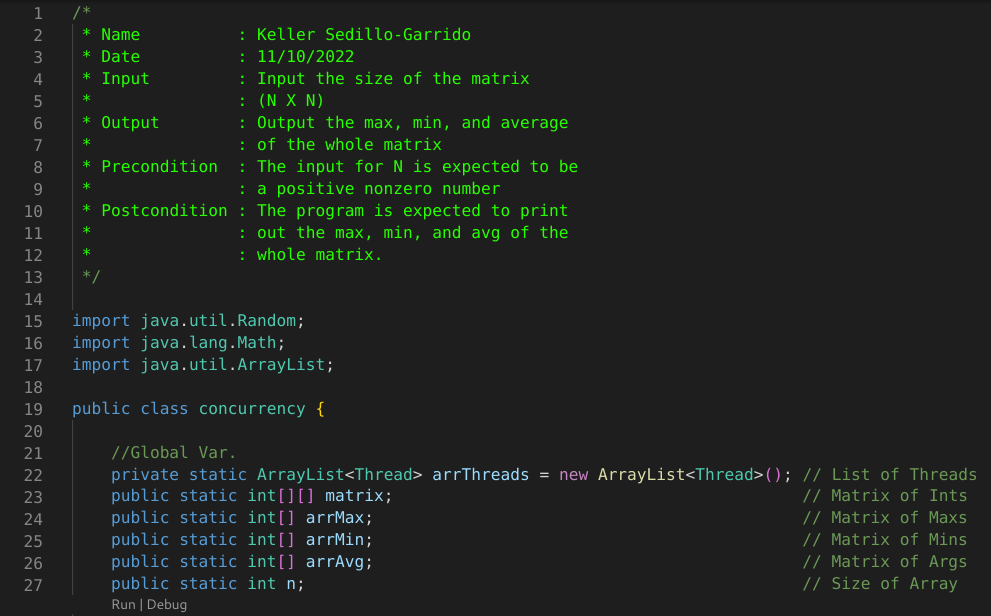 1 /*
2 * Name : Keller Sedillo-Garrido
3 * Date : 11/10/2022
4 * Input : Input the size of the matrix
5 * : (N X N)
6 * Output : Output the max, min, and average
7 * : of the whole matrix
8 * Precondition : The input for N is expected to be
9 * : a positive nonzero number
10 * Postcondition : The program is expected to print
11 * : out the max, min, and avg of the
12 * : whole matrix.
13 */
14
15 import java.util.Random;
16 import java.lang.Math;
17 import java.util.ArrayList;
18
19 public class concurrency {
20
21 //Global Var.
22 private static ArrayList<Thread> arrThreads = new ArrayList<Thread>(); // List of Threads
23 public static int[][] matrix; // Matrix of Ints
24 public static int[] arrMax; // Matrix of Maxs
25 public static int[] arrMin; // Matrix of Mins
26 public static int[] arrAvg; // Matrix of Args
27 public static int n; // Size of Array
Run | Debug